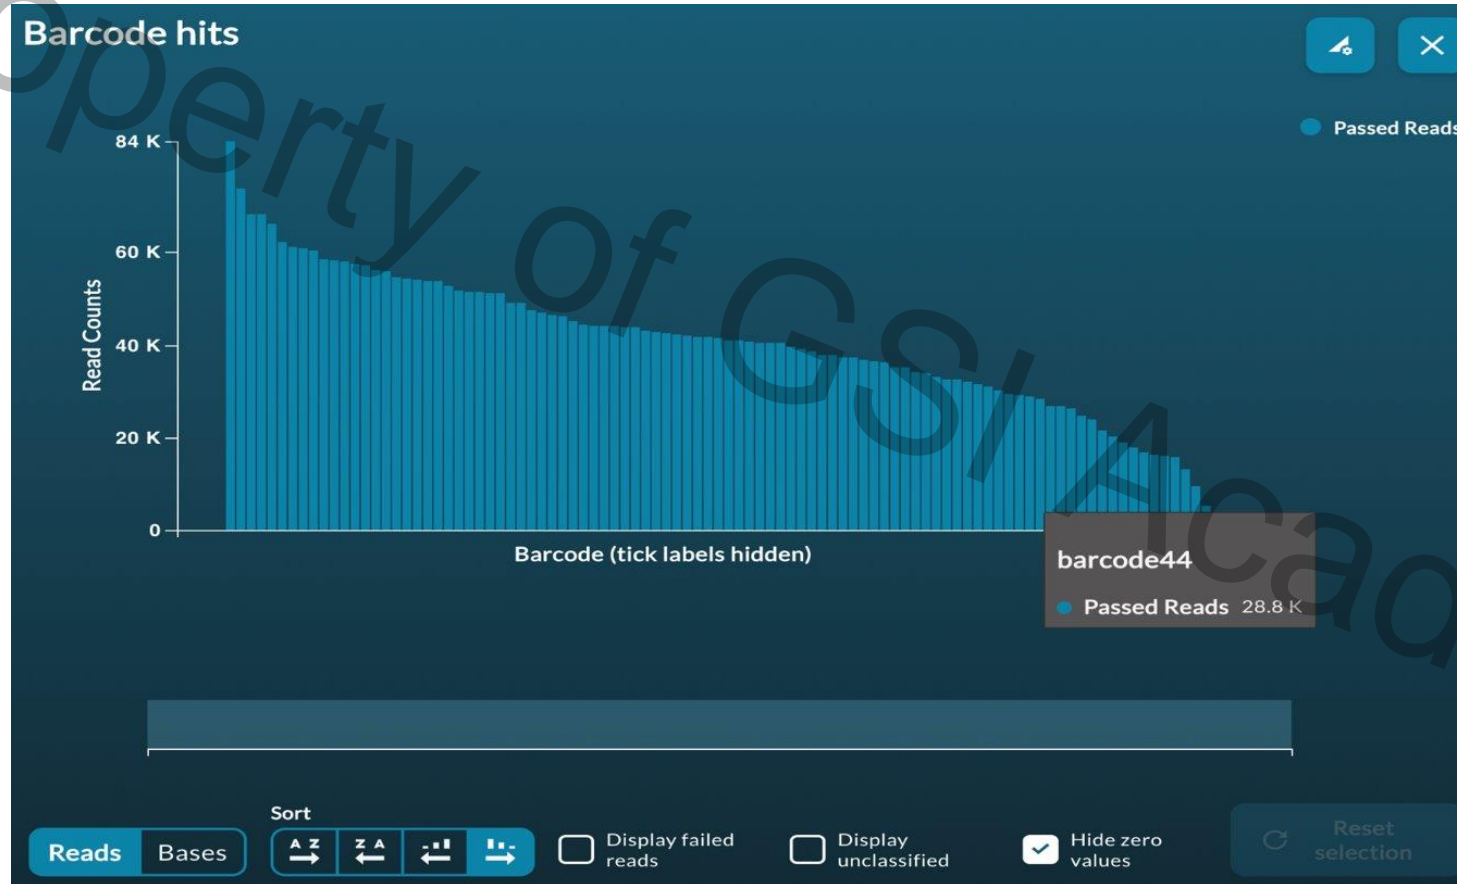 Barcode hits
Passed Reads
84 K
60 K
40 K
20 K
0
Read Counts
Barcode (tick labels hidden)
barcode44
Passed Reads 28.8 K
Sort
Reads
Bases
A Z
Z A
Display failed
reads
Display
unclassified
Hide zero
values
Reset
selection
operty of GSI Acad